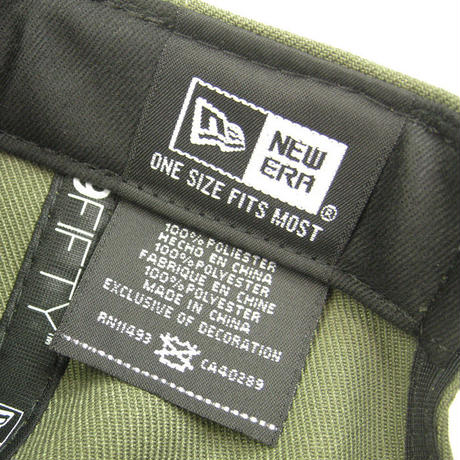 NEW
ERA
®
ONE SIZE FITS MOST
100% POLIESTER
HECHO EN CHINA
100% POLYESTER
FABRIQUE EN CHINE
100% POLYESTER
MADE IN CHINA
EXCLUSIVE OF DECORATION
RN11493
CA40289
9FIFTY